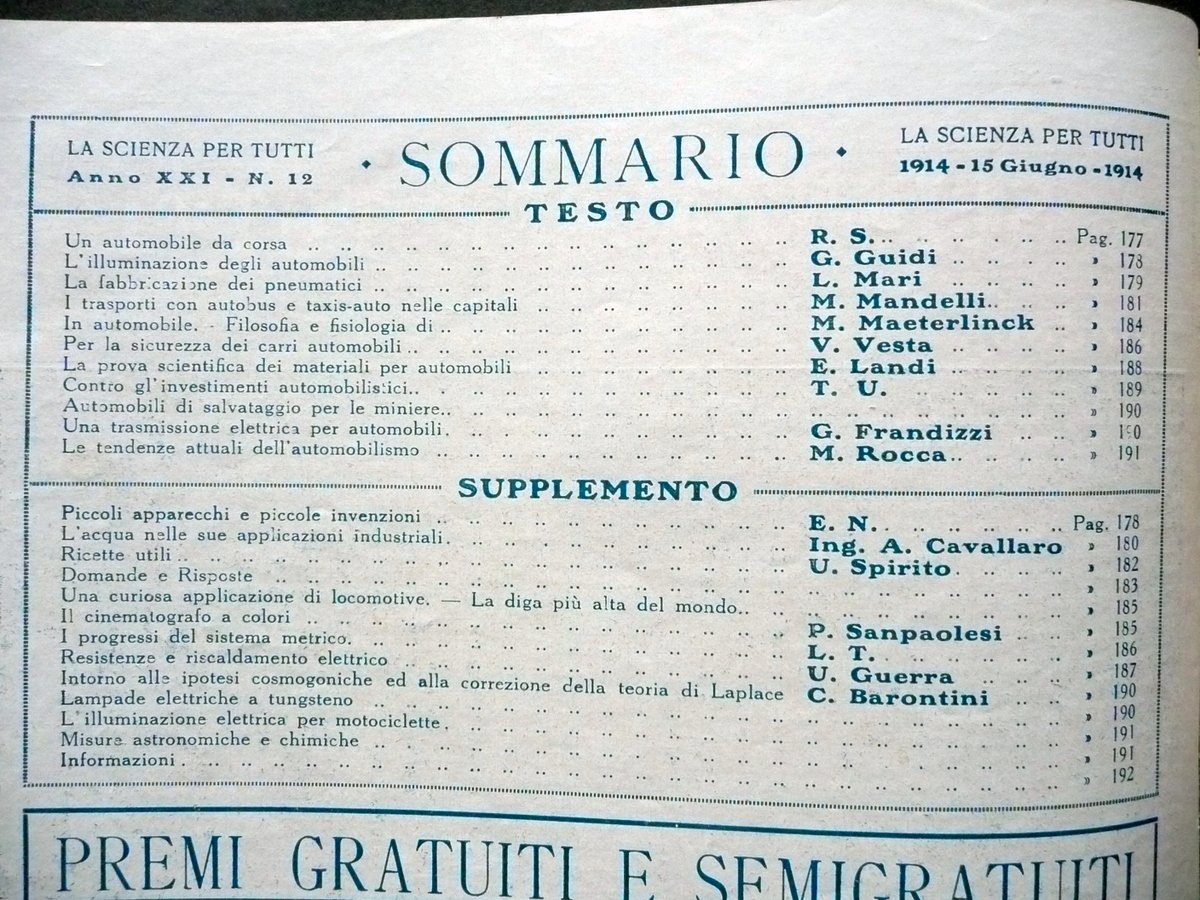 LA SCIENZA PER TUTTI
Anno XXI - N. 12
SOMMARIO
LA SCIENZA PER TUTTI
1914 - 15 Giugno - 1914
TESTO
Un automobile da corsa R. S. Pag. 177
L'illuminazione degli automobili G. Guidi » 178
La fabbricazione dei pneumatici L. Mari » 179
I trasporti con autobus e taxis-auto nelle capitali M. Mandelli » 181
In automobile. - Filosofia e fisiologia di M. Maeterlinck » 184
Per la sicurezza dei carri automobili V. Vesta » 186
La prova scientifica dei materiali per automobili E. Landi » 188
Contro gl'investimenti automobilistici T. U. » 189
Automobili di salvataggio per le miniere » 190
Una trasmissione elettrica per automobili G. Frandizzi » 190
Le tendenze attuali dell'automobilismo M. Rocca » 191
SUPPLEMENTO
Piccoli apparecchi e piccole invenzioni E. N. Pag. 178
L'acqua nelle sue applicazioni industriali Ing. A. Cavallaro » 180
Ricette utili U. Spirito » 182
Domande e Risposte » 183
Una curiosa applicazione di locomotive. — La diga più alta del mondo » 185
Il cinematografo a colori P. Sanpaolesi » 185
I progressi del sistema metrico L. T. » 186
Resistenze e riscaldamento elettrico U. Guerra » 187
Intorno alle ipotesi cosmogoniche ed alla correzione della teoria di Laplace C. Barontini » 190
Lampade elettriche a tungsteno » 190
L'illuminazione elettrica per motociclette » 191
Misure astronomiche e chimiche » 191
Informazioni » 192
PREMI GRATUITI E SEMIGRATUITI